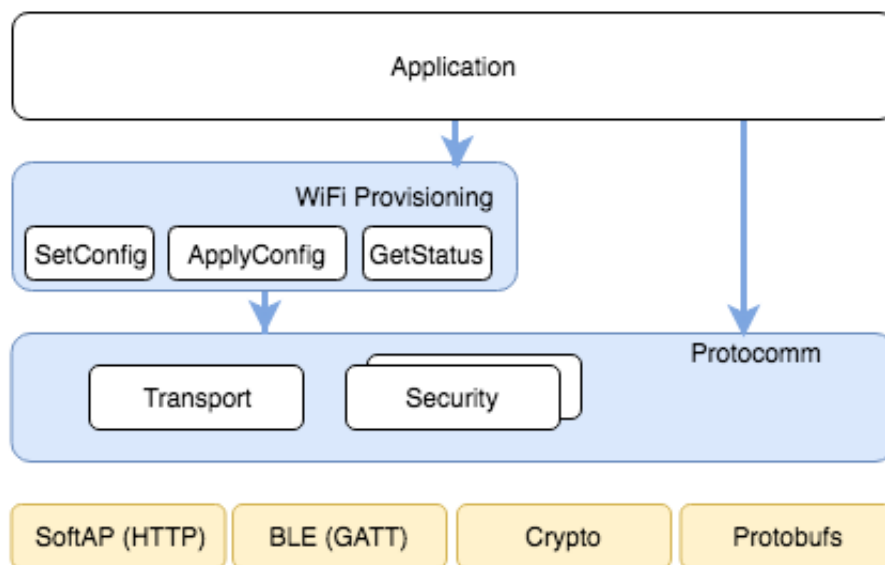 Application
WiFi Provisioning
SetConfig
ApplyConfig
GetStatus
Protocomm
Transport
Security
SoftAP (HTTP)
BLE (GATT)
Crypto
Protobufs